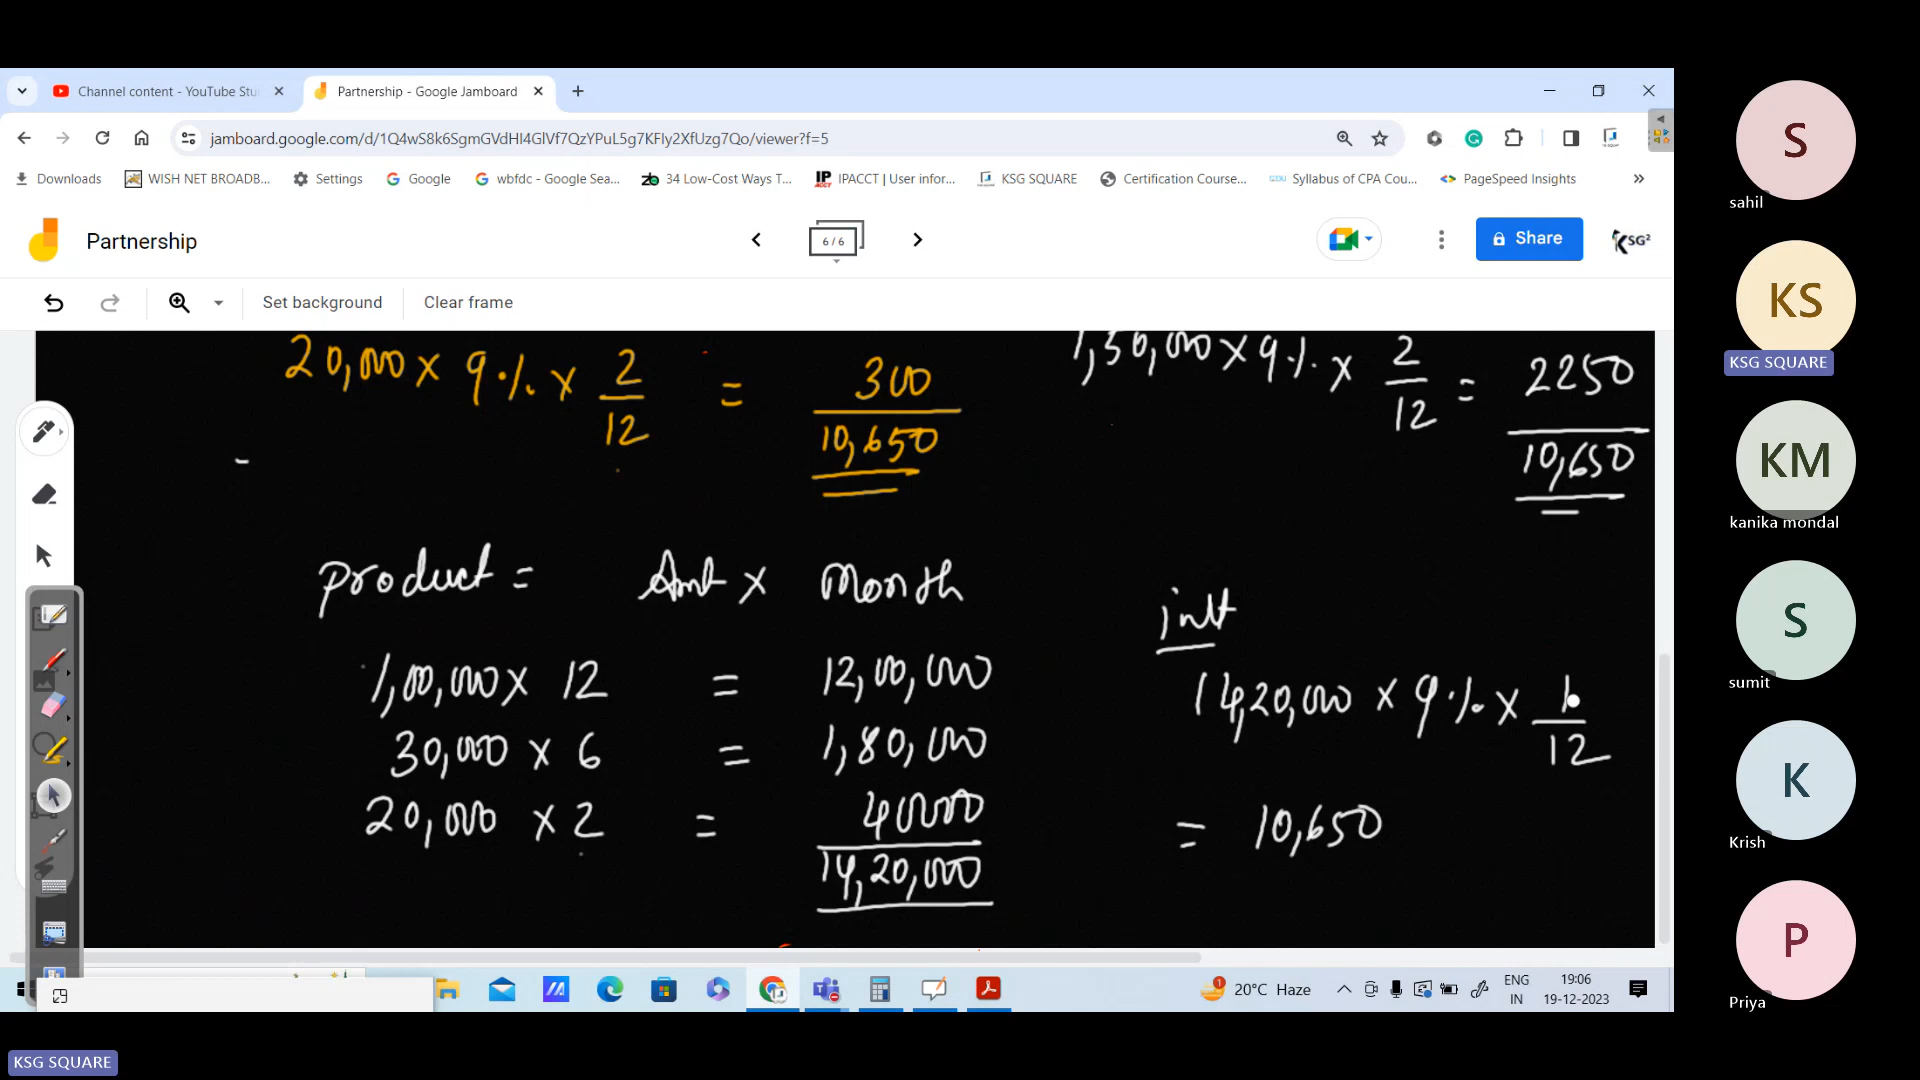 Channel content - YouTube Stu
Partnership - Google Jamboard
jamboard.google.com/d/1Q4wS8k6SgmGVdHI4GlVf7QzYPuL5g7KFIy2XfUzg7Qo/viewer?f=5
Downloads WISH NET BROADB... Settings Google wbfdc - Google Sea... 34 Low-Cost Ways T... IPACCT | User infor... KSG SQUARE Certification Course... Syllabus of CPA Cou... PageSpeed Insights »
Partnership
6 / 6
Share
KSG²
Set background Clear frame
20,000 × 9% × 2/12 = 300
10,650
1,50,000 × 9% × 2/12 = 2250
10,650
product = Amt × Month
1,00,000 × 12 = 12,00,000
30,000 × 6 = 1,80,000
20,000 × 2 = 40000
14,20,000
intt
14,20,000 × 9% × 1/12
= 10,650
20°C Haze
ENG
IN
19:06
19-12-2023
KSG SQUARE
S
sahil
KS
KSG SQUARE
KM
kanika mondal
S
sumit
K
Krish
P
Priya